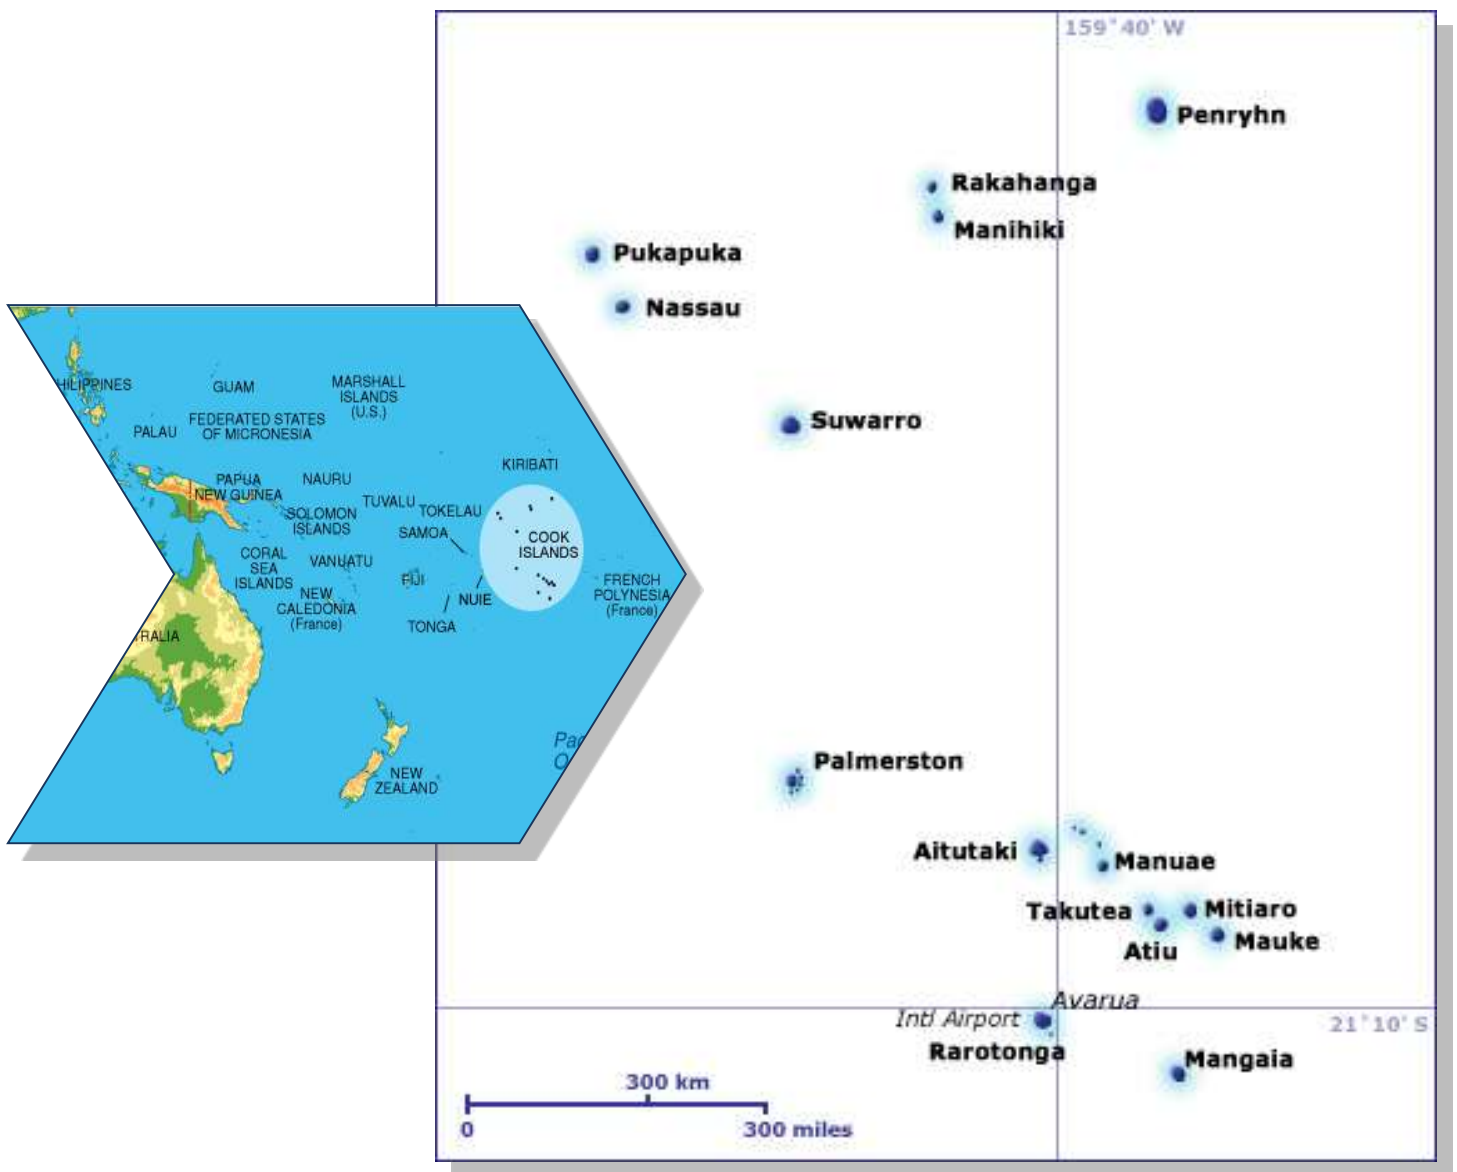 159°40' W
Penryhn
Rakahanga
Manihiki
Pukapuka
Nassau
Suwarro
Palmerston
Aitutaki
Manuae
Takutea
Mitiaro
Atiu
Mauke
Avarua
Intl Airport
21°10' S
Rarotonga
Mangaia
300 km
0
300 miles
HILIPPINES
GUAM
MARSHALL
ISLANDS
(U.S.)
FEDERATED STATES
OF MICRONESIA
PALAU
KIRIBATI
PAPUA
NEW GUINEA
NAURU
TUVALU
TOKELAU
SOLOMON
ISLANDS
SAMOA
COOK
ISLANDS
CORAL
SEA
ISLANDS
VANUATU
FIJI
NEW
CALEDONIA
(France)
NUIE
FRENCH
POLYNESIA
(France)
TONGA
TRALIA
Pac
O
NEW
ZEALAND